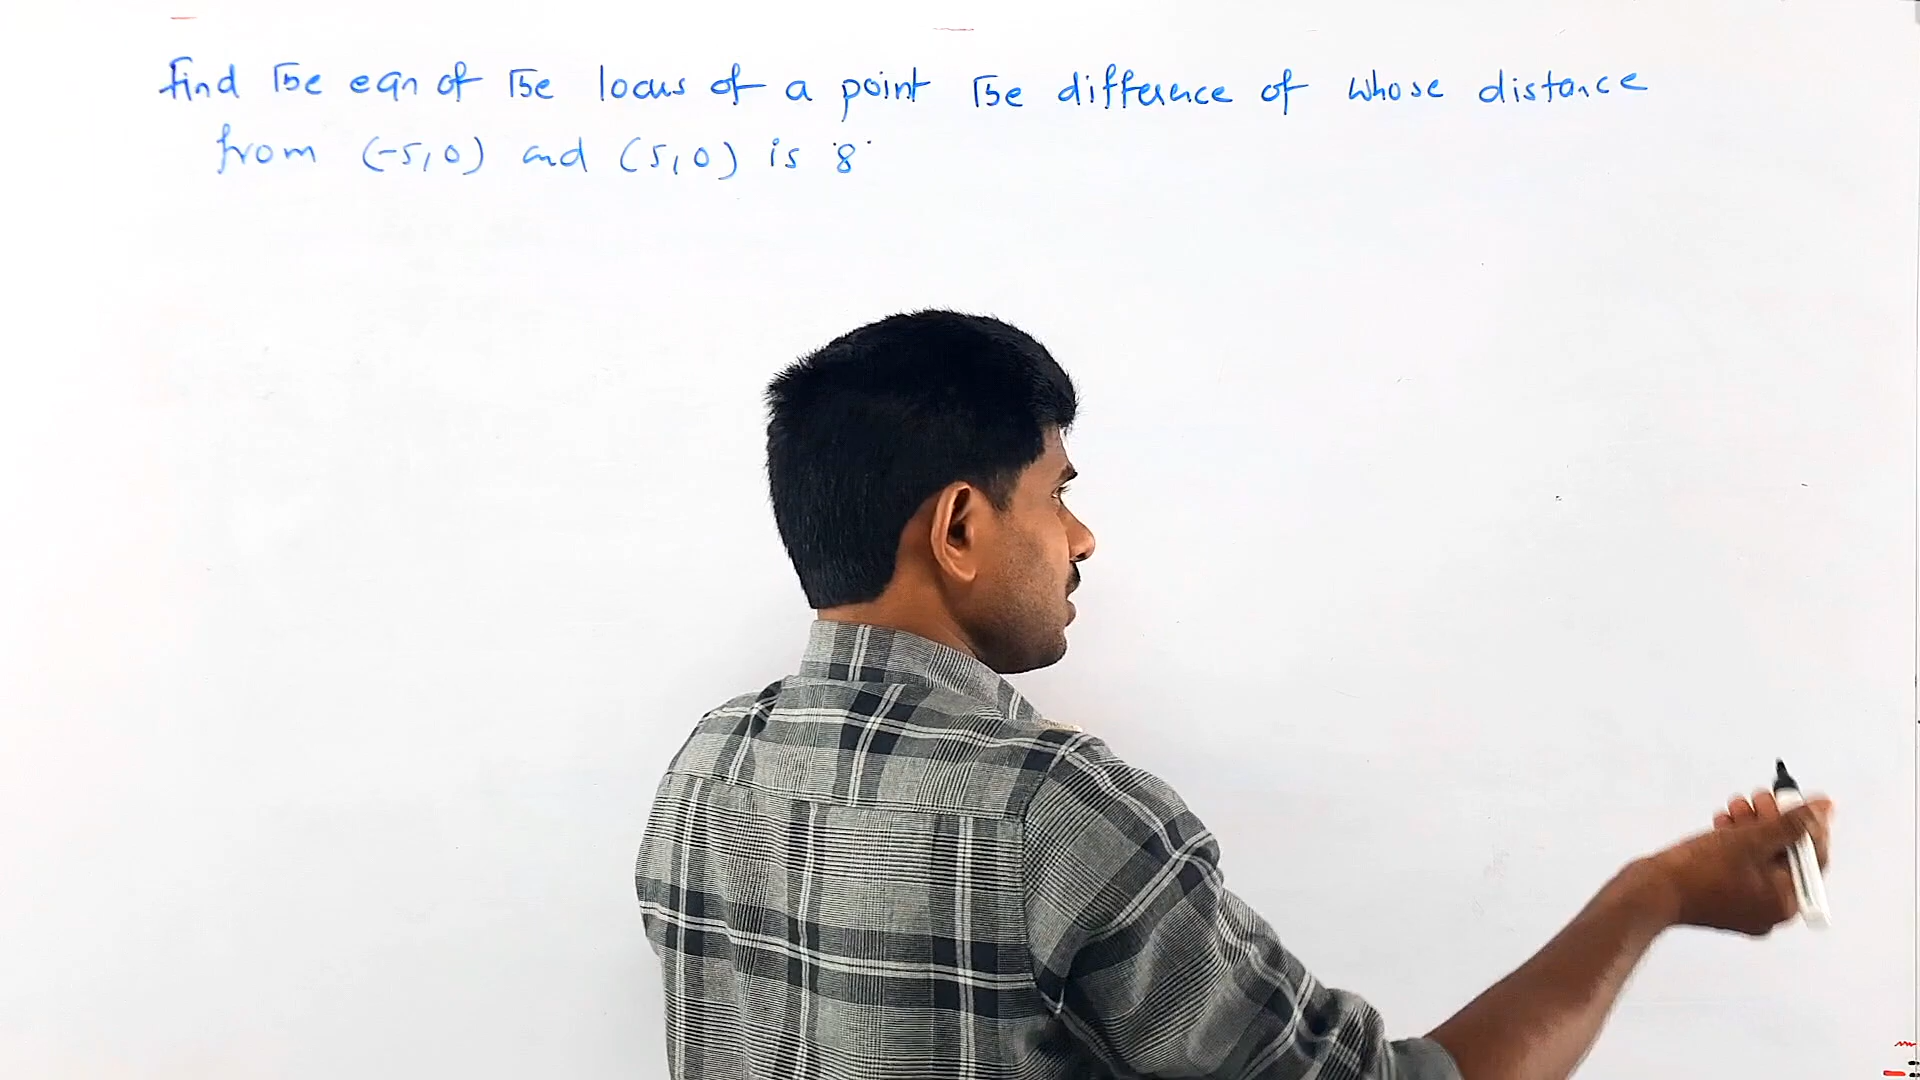 find the eqn of the locus of a point the difference of whose distance
from (-5,0) and (5,0) is 8